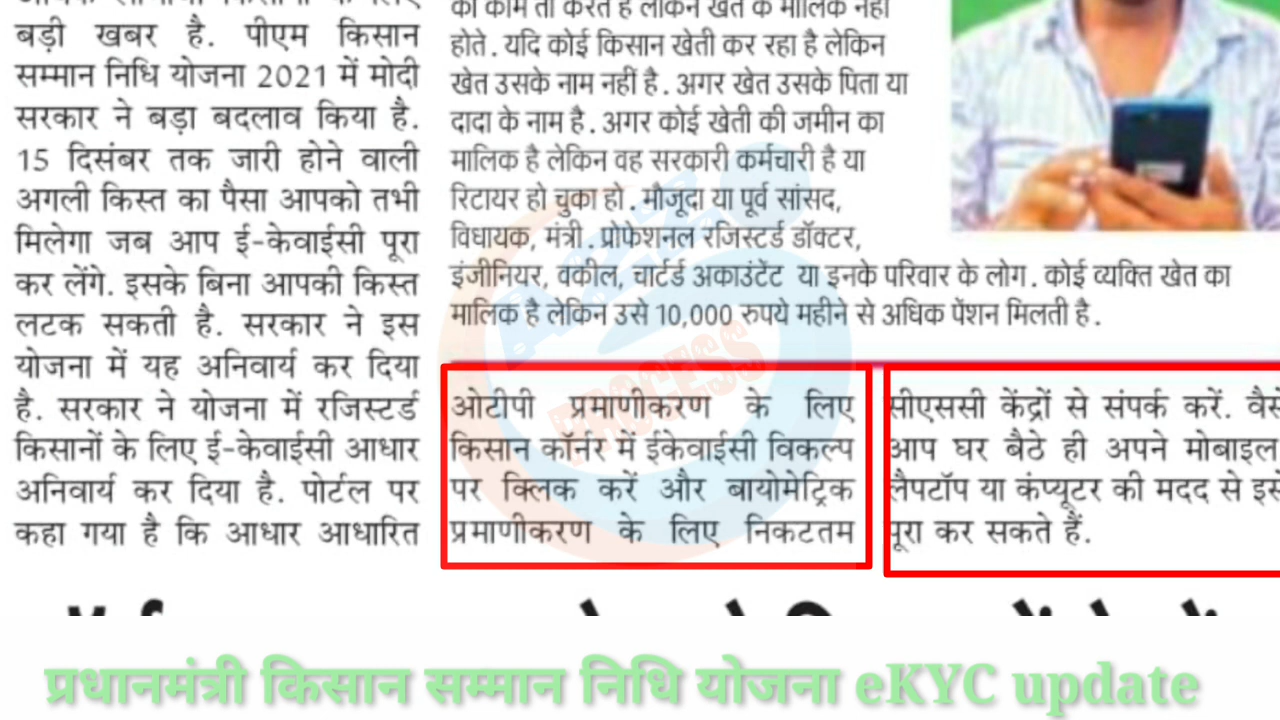 बड़ी खबर है. पीएम किसान
सम्मान निधि योजना 2021 में मोदी
सरकार ने बड़ा बदलाव किया है.
15 दिसंबर तक जारी होने वाली
अगली किस्त का पैसा आपको तभी
मिलेगा जब आप ई-केवाईसी पूरा
कर लेंगे. इसके बिना आपकी किस्त
लटक सकती है. सरकार ने इस
योजना में यह अनिवार्य कर दिया
है. सरकार ने योजना में रजिस्टर्ड
किसानों के लिए ई-केवाईसी आधार
अनिवार्य कर दिया है. पोर्टल पर
कहा गया है कि आधार आधारित
का काम तो करते हैं लेकिन खेत के मालिक नहीं
होते. यदि कोई किसान खेती कर रहा है लेकिन
खेत उसके नाम नहीं है. अगर खेत उसके पिता या
दादा के नाम है. अगर कोई खेती की जमीन का
मालिक है लेकिन वह सरकारी कर्मचारी है या
रिटायर हो चुका हो. मौजूदा या पूर्व सांसद,
विधायक, मंत्री. प्रोफेशनल रजिस्टर्ड डॉक्टर,
इंजीनियर, वकील, चार्टर्ड अकाउंटेंट या इनके परिवार के लोग. कोई व्यक्ति खेत का
मालिक है लेकिन उसे 10,000 रुपये महीने से अधिक पेंशन मिलती है.
ओटीपी प्रमाणीकरण के लिए
किसान कॉर्नर में ईकेवाईसी विकल्प
पर क्लिक करें और बायोमेट्रिक
प्रमाणीकरण के लिए निकटतम
सीएससी केंद्रों से संपर्क करें. वैसे
आप घर बैठे ही अपने मोबाइल
लैपटॉप या कंप्यूटर की मदद से इसे
पूरा कर सकते हैं.
PROCESS
प्रधानमंत्री किसान सम्मान निधि योजना eKYC update